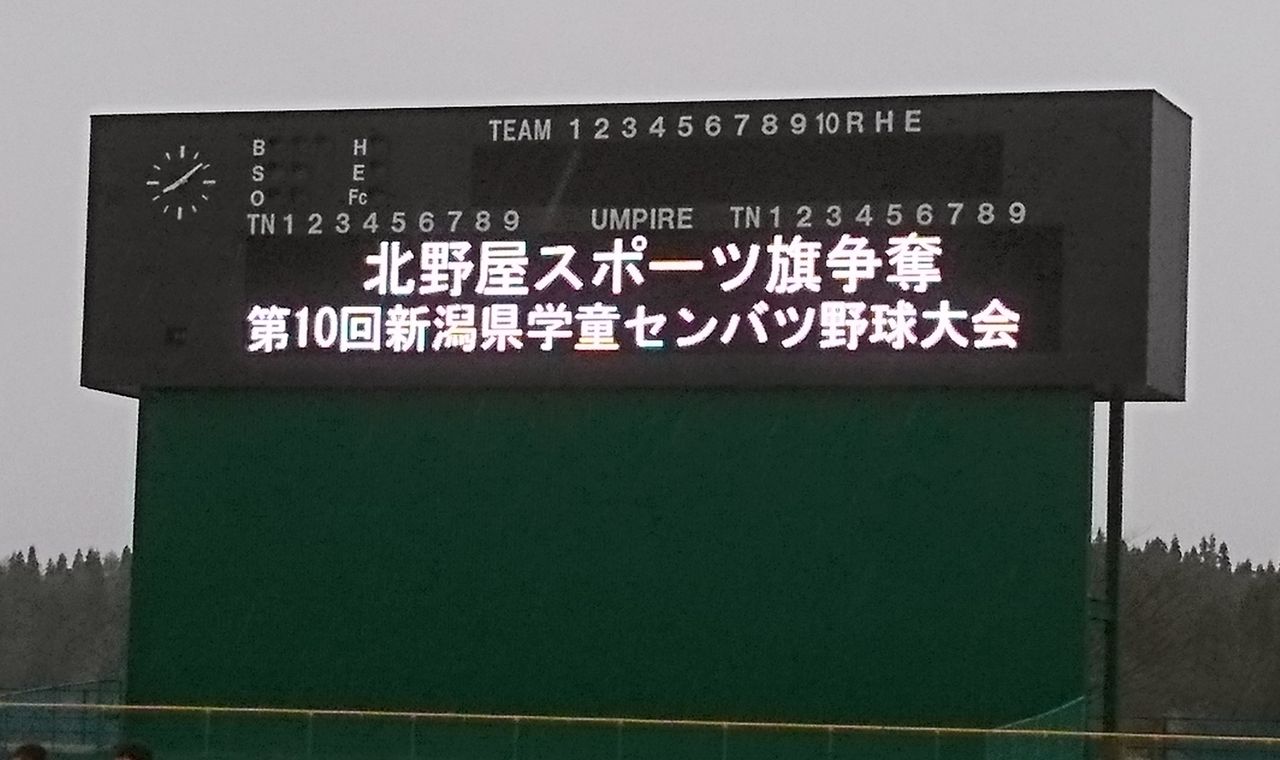 TEAM 1 2 3 4 5 6 7 8 9 10 R H E
B H
S E
O Fc
TN 1 2 3 4 5 6 7 8 9 UMPIRE TN 1 2 3 4 5 6 7 8 9
北野屋スポーツ旗争奪
第10回新潟県学童センバツ野球大会